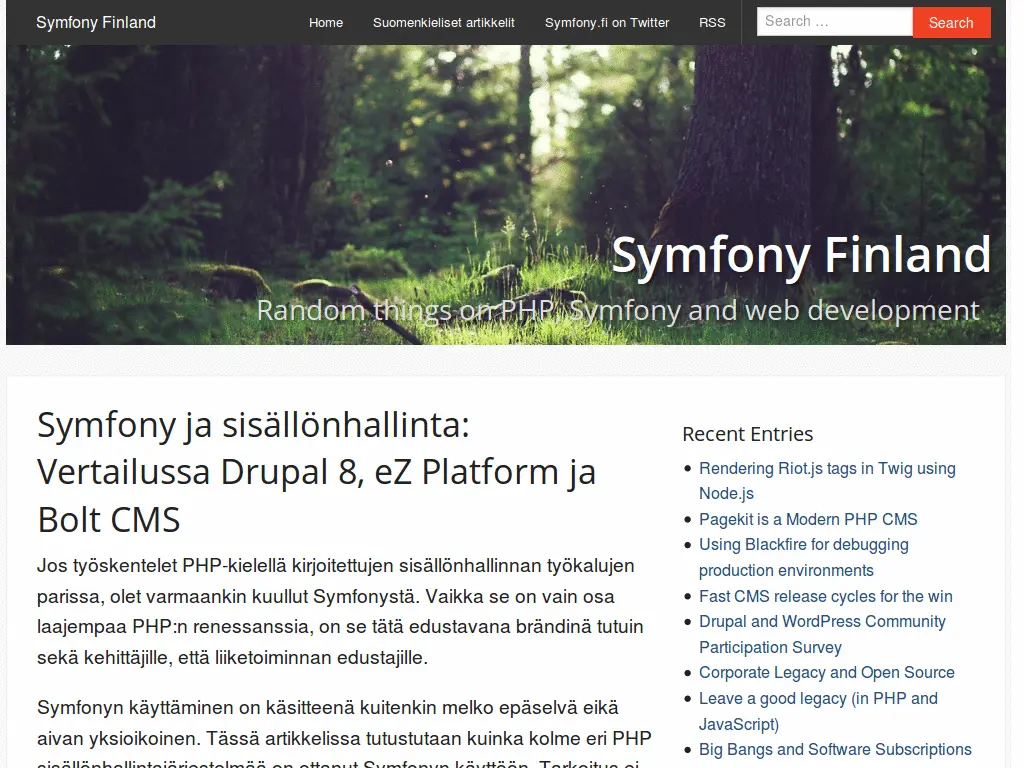 Symfony Finland
Home Suomenkieliset artikkelit Symfony.fi on Twitter RSS
Search ...
Search
Symfony Finland
Random things on PHP, Symfony and web development
Symfony ja sisällönhallinta:
Vertailussa Drupal 8, eZ Platform ja
Bolt CMS
Jos työskentelet PHP-kielellä kirjoitettujen sisällönhallinnan työkalujen
parissa, olet varmaankin kuullut Symfonystä. Vaikka se on vain osa
laajempaa PHP:n renessanssia, on se tätä edustavana brändinä tutuin
sekä kehittäjille, että liiketoiminnan edustajille.
Symfonyn käyttäminen on käsitteenä kuitenkin melko epäselvä eikä
aivan yksioikoinen. Tässä artikkelissa tutustutaan kuinka kolme eri PHP
sisällönhallintajärjestelmää on ottanut Symfonyn käyttöön. Tarkoitus ei
Recent Entries
Rendering Riot.js tags in Twig using
Node.js
Pagekit is a Modern PHP CMS
Using Blackfire for debugging
production environments
Fast CMS release cycles for the win
Drupal and WordPress Community
Participation Survey
Corporate Legacy and Open Source
Leave a good legacy (in PHP and
JavaScript)
Big Bangs and Software Subscriptions